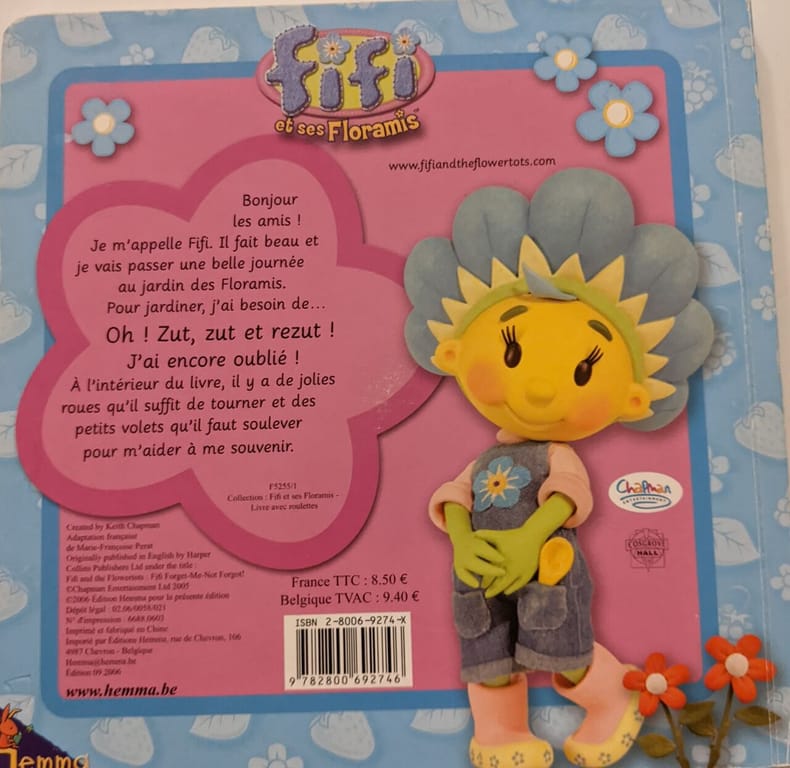 fifi
et ses Floramis
www.fifiandtheflowertots.com
Bonjour
les amis !
Je m'appelle Fifi. Il fait beau et
je vais passer une belle journée
au jardin des Floramis.
Pour jardiner, j'ai besoin de...
Oh ! Zut, zut et rezut !
J'ai encore oublié !
À l'intérieur du livre, il y a de jolies
roues qu'il suffit de tourner et des
petits volets qu'il faut soulever
pour m'aider à me souvenir.
F5255/1
Collection : Fifi et ses Floramis -
Livre avec roulettes
Created by Keith Chapman
Adaptation française
de Marie-Françoise Perat
Originally published in English by Harper
Collins Publishers Ltd under the title :
Fifi and the Flowertots : Fifi Forget-Me-Not Forgot!
©Chapman Entertainment Ltd 2005
©2006 Édition Hemma pour la présente édition
Dépôt légal : 02.06/0058/021
N° d'impression : 6688.0603
Imprimé et fabriqué en Chine
Importé par Éditions Hemma, rue de Chevron, 106
4987 Chevron - Belgique
Hemma@hemma.be
Édition 09 2006
www.hemma.be
France TTC : 8.50 €
Belgique TVAC : 9.40 €
ISBN 2-8006-9274-X
9 782800 692746
Chapman
ENTERTAINMENT
COSGROVE
HALL
Hemma